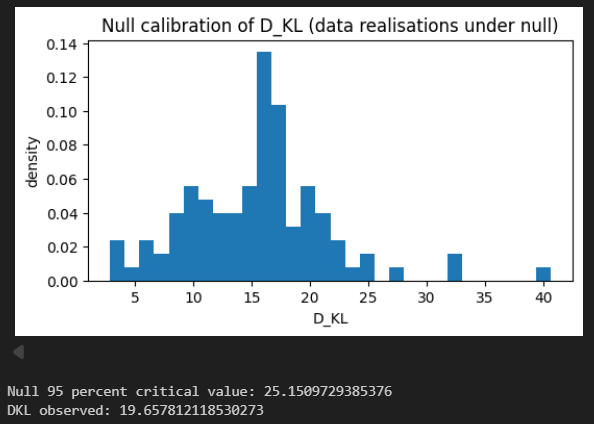 Null calibration of D_KL (data realisations under null)
0.14
0.12
0.10
0.08
0.06
0.04
0.02
0.00
density
5 10 15 20 25 30 35 40
D_KL
Null 95 percent critical value: 25.1509729385376
DKL observed: 19.657812118530273